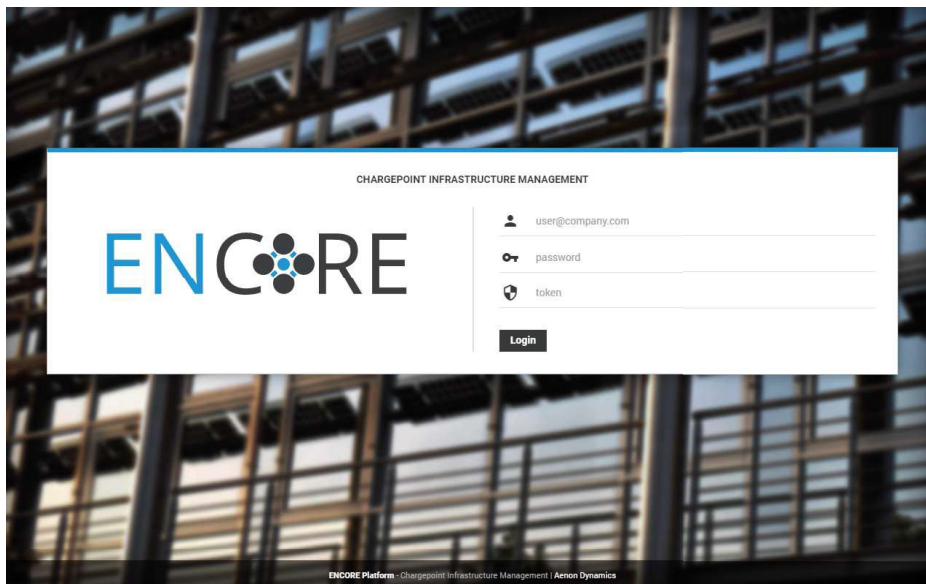 CHARGEPOINT INFRASTRUCTURE MANAGEMENT
ENCORE
user@company.com
password
token
Login
ENCORE Platform - Chargepoint Infrastructure Management | Aenon Dynamics